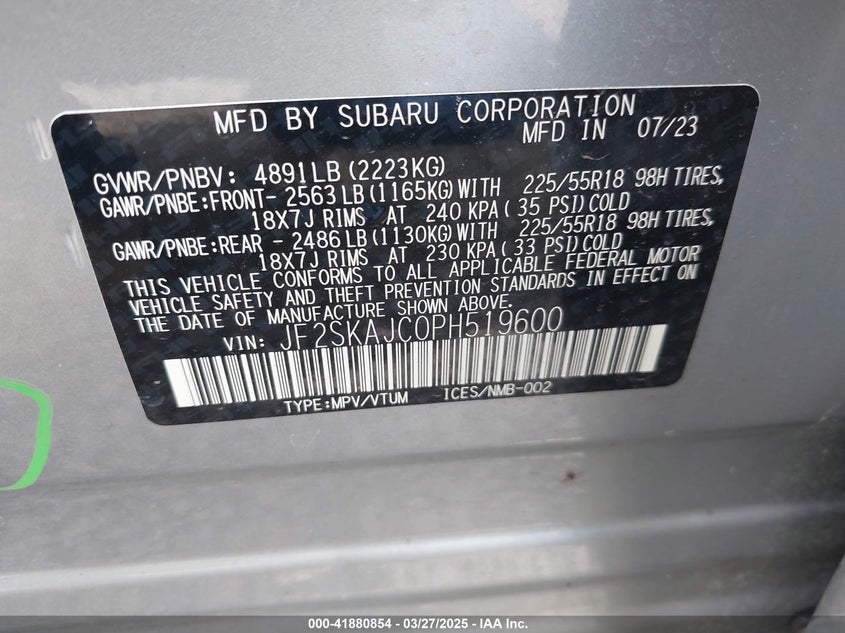 MFD BY SUBARU CORPORATION
MFD IN 07/23
GVWR/PNBV: 4891LB (2223KG)
GAWR/PNBE:FRONT- 2563LB(1165KG)WITH 225/55R18 98H TIRES,
18X7J RIMS AT 240 KPA( 35 PSI)COLD
GAWR/PNBE:REAR - 2486LB(1130KG)WITH 225/55R18 98H TIRES,
18X7J RIMS AT 230 KPA( 33 PSI)COLD
THIS VEHICLE CONFORMS TO ALL APPLICABLE FEDERAL MOTOR
VEHICLE SAFETY AND THEFT PREVENTION STANDARDS IN EFFECT ON
THE DATE OF MANUFACTURE SHOWN ABOVE.
VIN: JF2SKAJC0PH519600
TYPE:MPV/VTUM ICES/NMB-002
000-41880854 | 03/27/2025 — IAA Inc.